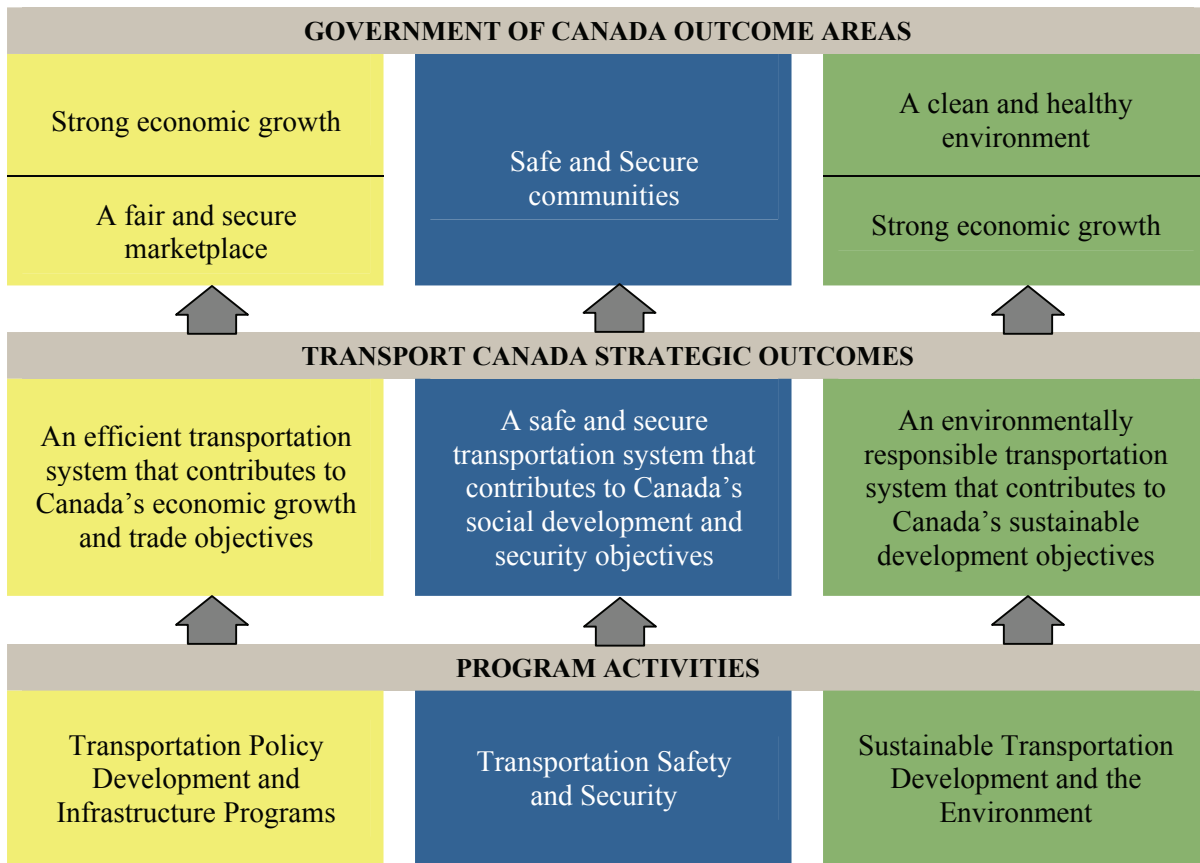 GOVERNMENT OF CANADA OUTCOME AREAS
Strong economic growth
A fair and secure
marketplace
Safe and Secure
communities
A clean and healthy
environment
Strong economic growth
TRANSPORT CANADA STRATEGIC OUTCOMES
An efficient transportation
system that contributes to
Canada’s economic growth
and trade objectives
A safe and secure
transportation system that
contributes to Canada’s
social development and
security objectives
An environmentally
responsible transportation
system that contributes to
Canada’s sustainable
development objectives
PROGRAM ACTIVITIES
Transportation Policy
Development and
Infrastructure Programs
Transportation Safety
and Security
Sustainable Transportation
Development and the
Environment